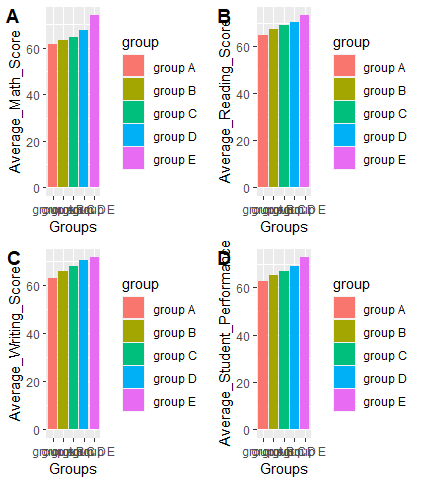 A
Average_Math_Score
60
40
20
0
Groups
group
group A
group B
group C
group D
group E
B
Average_Reading_Score
60
40
20
0
Groups
group
group A
group B
group C
group D
group E
C
Average_Writing_Score
60
40
20
0
Groups
group
group A
group B
group C
group D
group E
D
Average_Student_Performance
60
40
20
0
Groups
group
group A
group B
group C
group D
group E